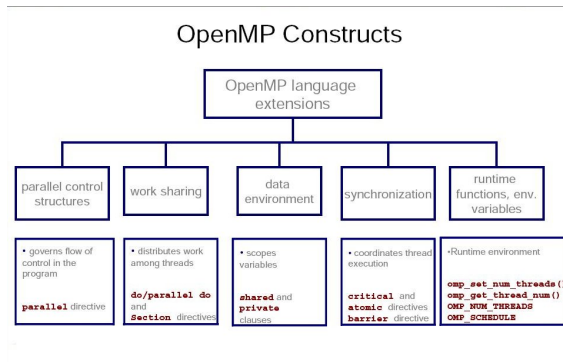 OpenMP Constructs
OpenMP language
extensions
parallel control
structures
work sharing
data
environment
synchronization
runtime
functions, env.
variables
• governs flow of
control in the
program
parallel directive
• distributes work
among threads
do/parallel do
and
Section directives
• scopes
variables
shared and
private
clauses
• coordinates thread
execution
critical and
atomic directives
barrier directive
•Runtime environment
omp_set_num_threads()
omp_get_thread_num()
OMP_NUM_THREADS
OMP_SCHEDULE